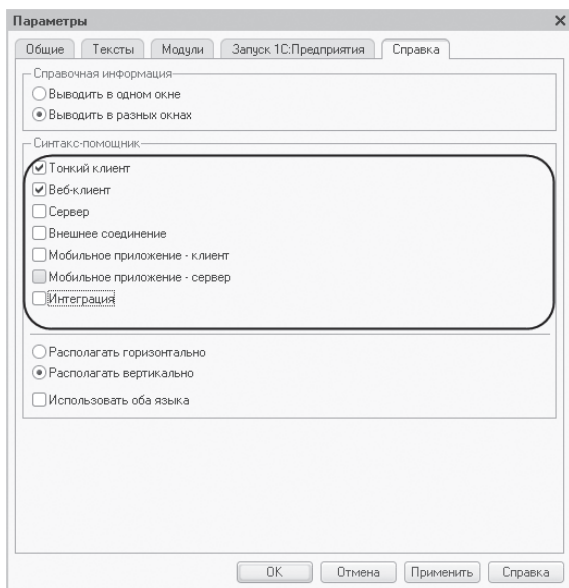 Параметры
Общие Тексты Модули Запуск 1С:Предприятия Справка
Справочная информация
Выводить в одном окне
Выводить в разных окнах
Синтакс-помощник
Тонкий клиент
Веб-клиент
Сервер
Внешнее соединение
Мобильное приложение - клиент
Мобильное приложение - сервер
Интеграция
Располагать горизонтально
Располагать вертикально
Использовать оба языка
OK Отмена Применить Справка